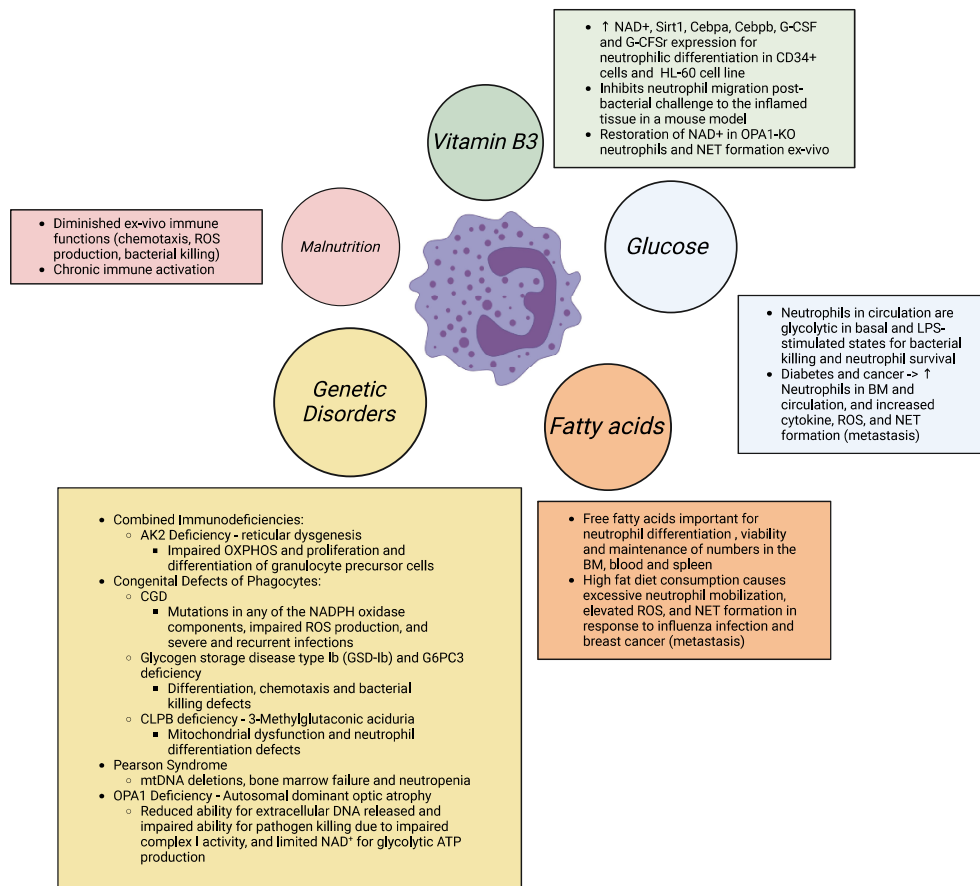 • ↑ NAD+, Sirt1, Cebpa, Cebpb, G-CSF
and G-CFSr expression for
neutrophilic differentiation in CD34+
cells and HL-60 cell line
• Inhibits neutrophil migration post-
bacterial challenge to the inflamed
tissue in a mouse model
• Restoration of NAD+ in OPA1-KO
neutrophils and NET formation ex-vivo
Vitamin B3
Malnutrition
• Diminished ex-vivo immune
functions (chemotaxis, ROS
production, bacterial killing)
• Chronic immune activation
Glucose
• Neutrophils in circulation are
glycolytic in basal and LPS-
stimulated states for bacterial
killing and neutrophil survival
• Diabetes and cancer -> ↑
Neutrophils in BM and
circulation, and increased
cytokine, ROS, and NET
formation (metastasis)
Genetic
Disorders
Fatty acids
• Combined Immunodeficiencies:
○ AK2 Deficiency - reticular dysgenesis
▪ Impaired OXPHOS and proliferation and
differentiation of granulocyte precursor cells
• Congenital Defects of Phagocytes:
○ CGD
▪ Mutations in any of the NADPH oxidase
components, impaired ROS production, and
severe and recurrent infections
○ Glycogen storage disease type Ib (GSD-Ib) and G6PC3
deficiency
▪ Differentiation, chemotaxis and bacterial
killing defects
○ CLPB deficiency - 3-Methylglutaconic aciduria
▪ Mitochondrial dysfunction and neutrophil
differentiation defects
• Pearson Syndrome
○ mtDNA deletions, bone marrow failure and neutropenia
• OPA1 Deficiency - Autosomal dominant optic atrophy
○ Reduced ability for extracellular DNA released and
impaired ability for pathogen killing due to impaired
complex I activity, and limited NAD⁺ for glycolytic ATP
production
• Free fatty acids important for
neutrophil differentiation , viability
and maintenance of numbers in the
BM, blood and spleen
• High fat diet consumption causes
excessive neutrophil mobilization,
elevated ROS, and NET formation in
response to influenza infection and
breast cancer (metastasis)